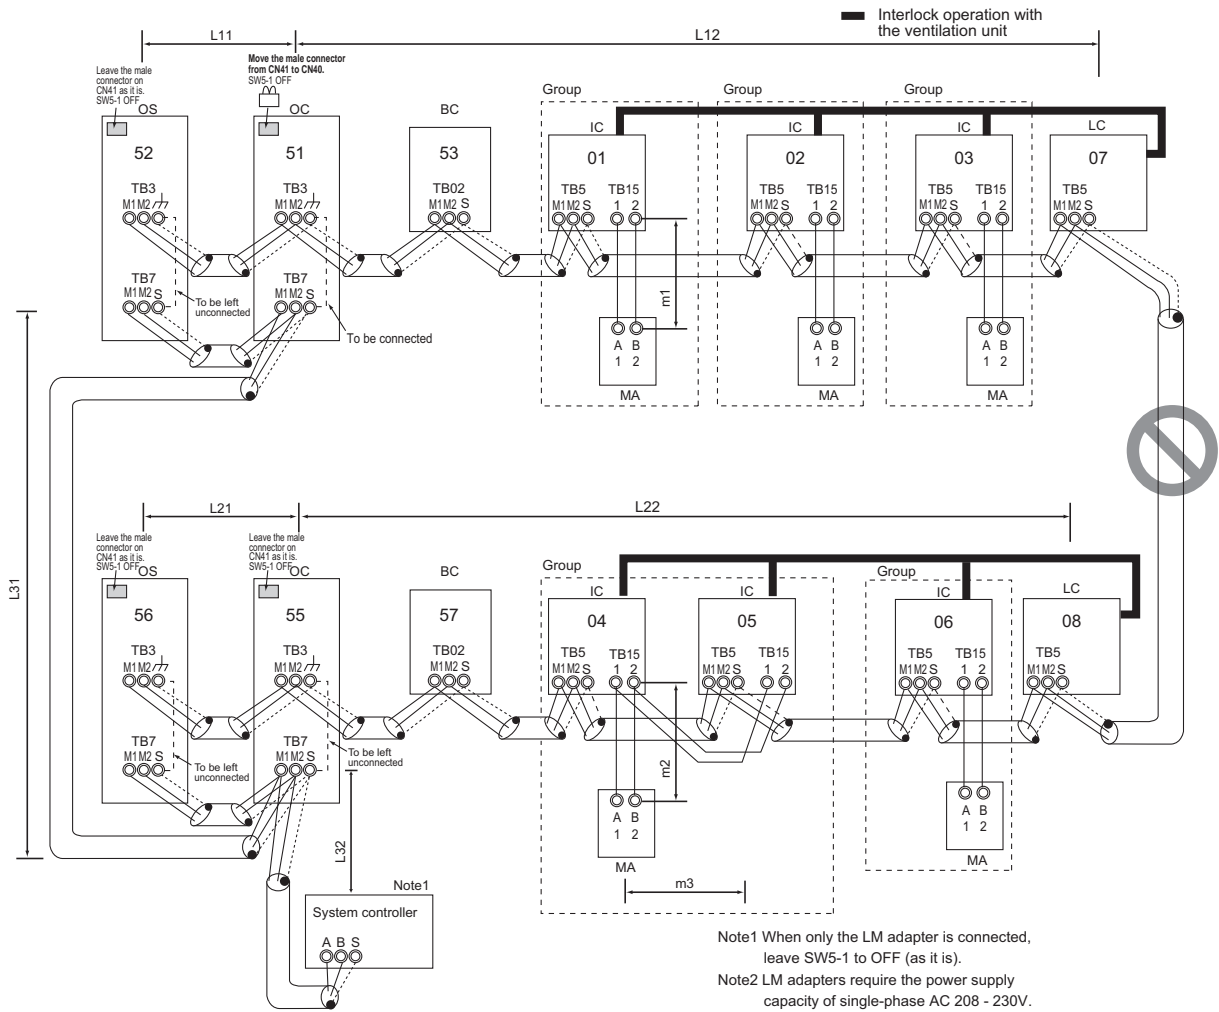 Interlock operation with
the ventilation unit
L11
L12
Leave the male
connector on
CN41 as it is.
SW5-1 OFF
Move the male connector
from CN41 to CN40.
SW5-1 OFF
OS
OC
BC
Group
Group
Group
IC
IC
IC
LC
52
51
53
01
02
03
07
TB3
TB3
TB02
TB5 TB15
TB5 TB15
TB5 TB15
TB5
M1 M2
M1 M2
M1 M2 S
M1 M2 S 1 2
M1 M2 S 1 2
M1 M2 S 1 2
M1 M2 S
TB7
TB7
M1 M2 S
M1 M2 S
To be left
unconnected
To be connected
m1
A B
1 2
MA
A B
1 2
MA
A B
1 2
MA
L31
L21
L22
Leave the male
connector on
CN41 as it is.
SW5-1 OFF
Leave the male
connector on
CN41 as it is.
SW5-1 OFF
OS
OC
BC
Group
Group
IC
IC
IC
LC
56
55
57
04
05
06
08
TB3
TB3
TB02
TB5 TB15
TB5 TB15
TB5 TB15
TB5
M1 M2
M1 M2
M1 M2 S
M1 M2 S 1 2
M1 M2 S 1 2
M1 M2 S 1 2
M1 M2 S
TB7
TB7
M1 M2 S
M1 M2 S
To be left
unconnected
To be left
unconnected
m2
A B
1 2
MA
A B
1 2
MA
L32
m3
Note1
System controller
A B S
Note1 When only the LM adapter is connected,
leave SW5-1 to OFF (as it is).
Note2 LM adapters require the power supply
capacity of single-phase AC 208 - 230V.